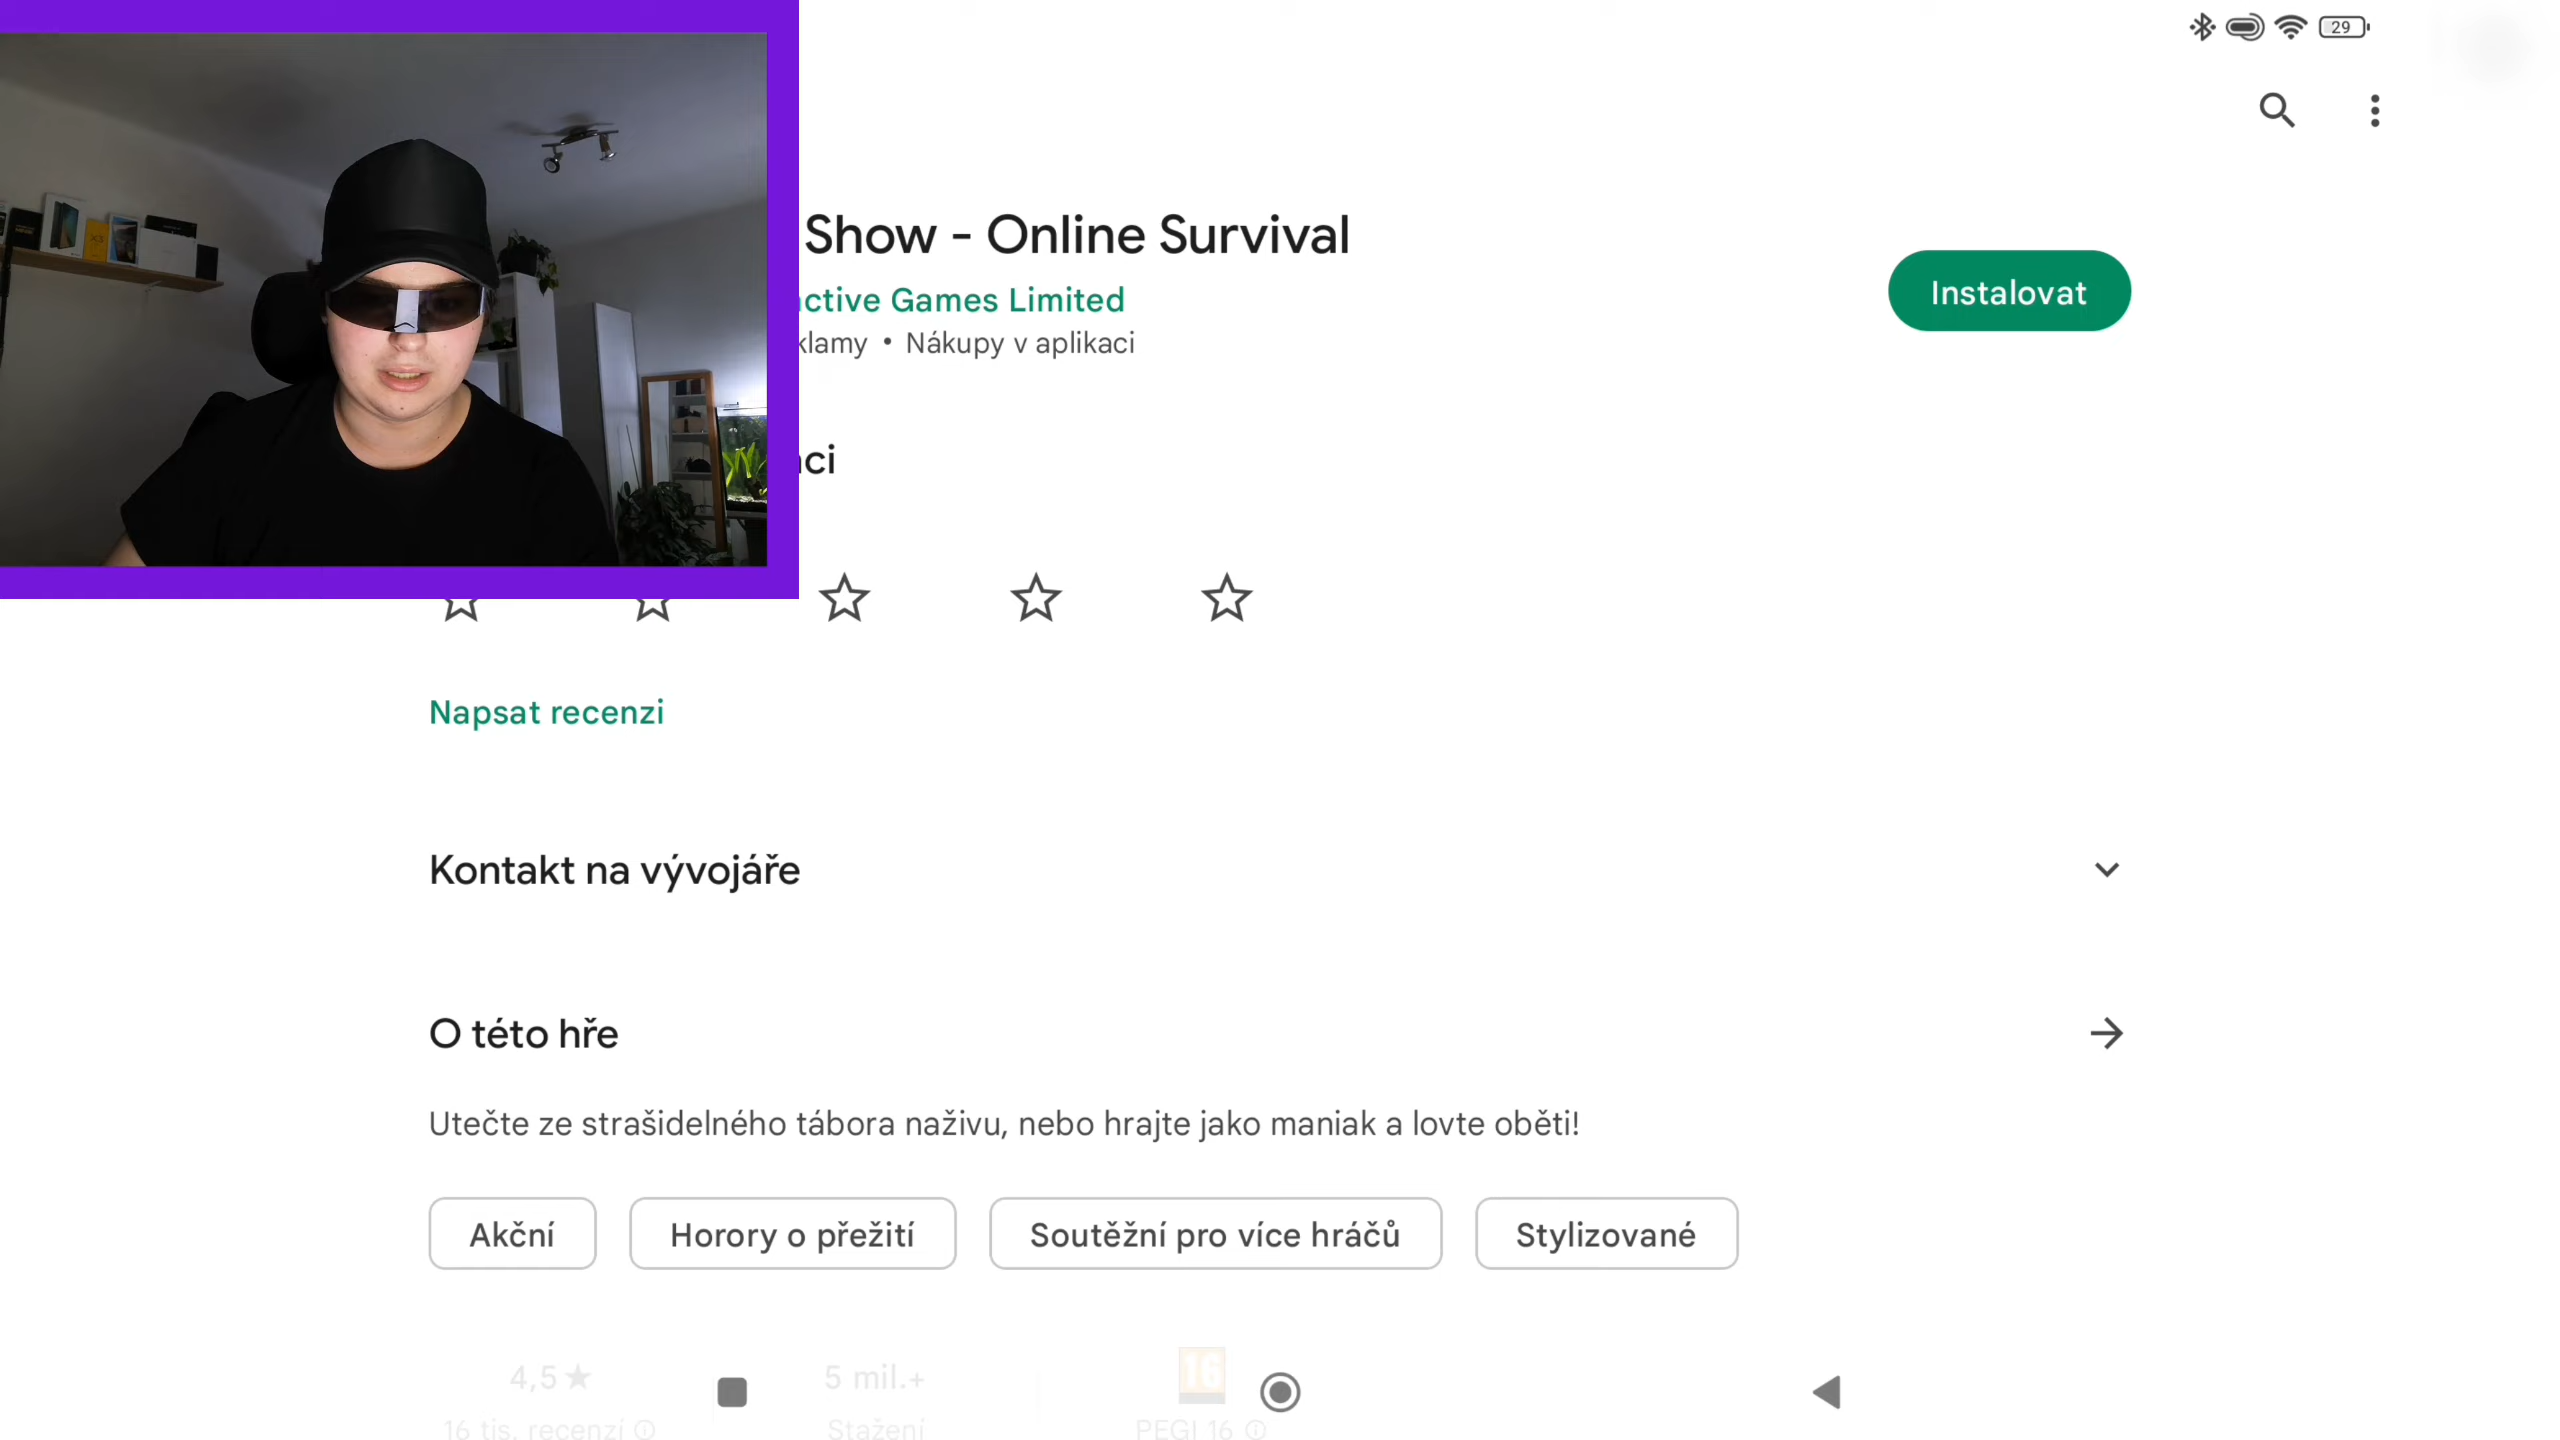 29
Show - Online Survival
Instalovat
active Games Limited
klamy • Nákupy v aplikaci
ci
Napsat recenzi
Kontakt na vývojáře
O této hře
Utečte ze strašidelného tábora naživu, nebo hrajte jako maniak a lovte oběti!
Akční
Horory o přežití
Soutěžní pro více hráčů
Stylizované
4,5 ★
5 mil.+
16
16 tis. recenzí
Stažení
PEGI 16